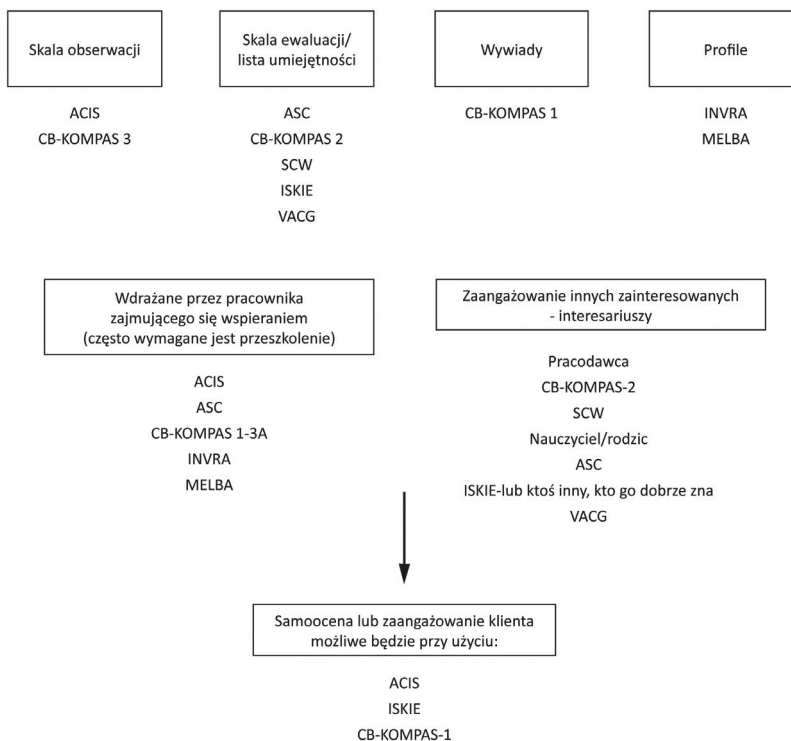 Skala obserwacji
ACIS
CB-KOMPAS 3
Skala ewaluacji/
lista umiejętności
ASC
CB-KOMPAS 2
SCW
ISKIE
VACG
Wywiady
CB-KOMPAS 1
Profile
INVRA
MELBA
Wdrażane przez pracownika
zajmującego się wspieraniem
(często wymagane jest przeszkolenie)
ACIS
ASC
CB-KOMPAS 1-3A
INVRA
MELBA
Zaangażowanie innych zainteresowanych
- interesariuszy
Pracodawca
CB-KOMPAS-2
SCW
Nauczyciel/rodzic
ASC
ISKIE-lub ktoś inny, kto go dobrze zna
VACG
Samoocena lub zaangażowanie klienta
możliwe będzie przy użyciu:
ACIS
ISKIE
CB-KOMPAS-1